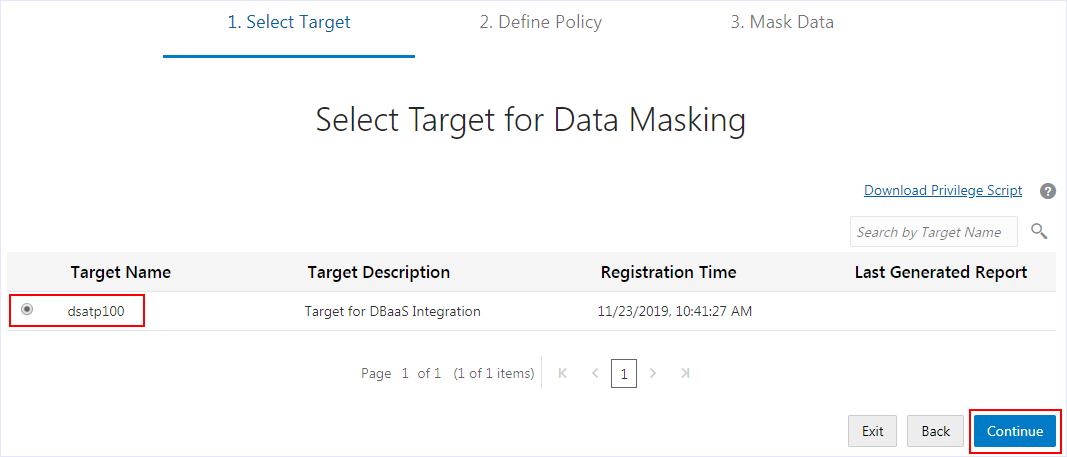 1. Select Target 2. Define Policy 3. Mask Data
Select Target for Data Masking
Download Privilege Script ?
Search by Target Name
Target Name Target Description Registration Time Last Generated Report
dsatp100 Target for DBaaS Integration 11/23/2019, 10:41:27 AM
Page 1 of 1 (1 of 1 items) 1
Exit Back Continue